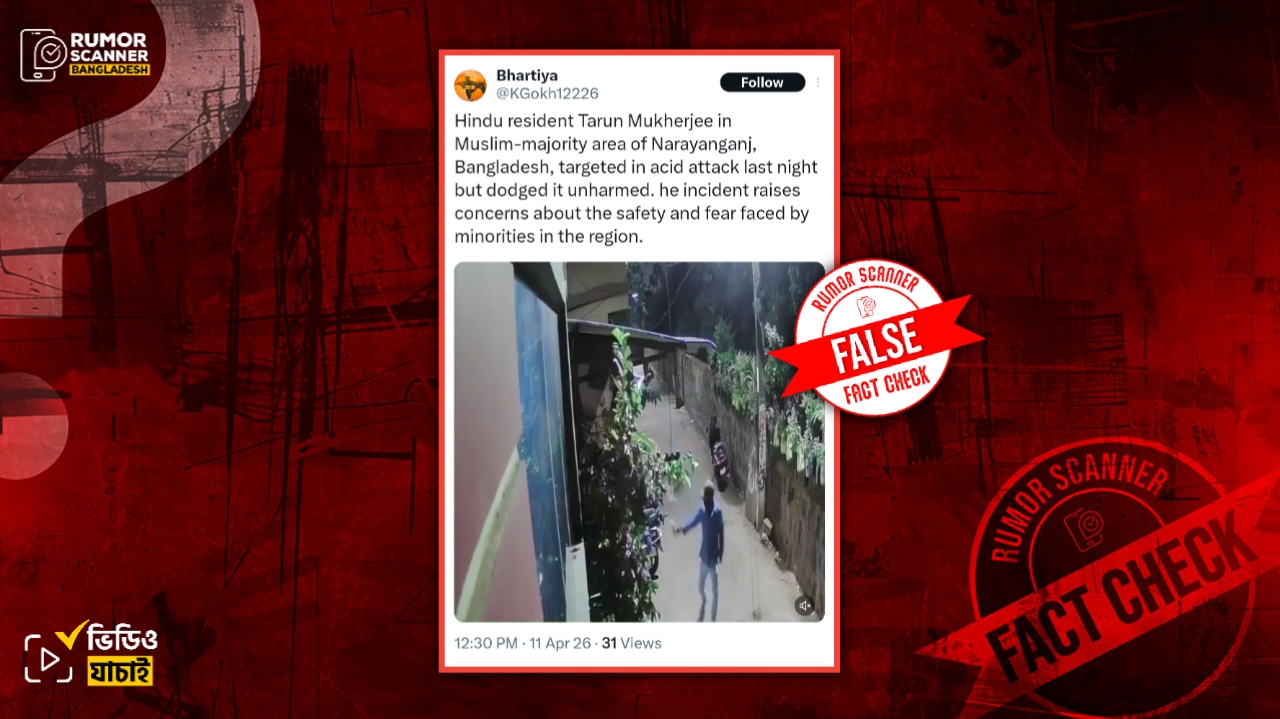 RUMOR
SCANNER
BANGLADESH
Bhartiya
@KGokh12226
Follow
Hindu resident Tarun Mukherjee in
Muslim-majority area of Narayanganj,
Bangladesh, targeted in acid attack last night
but dodged it unharmed. he incident raises
concerns about the safety and fear faced by
minorities in the region.
RUMOR SCANNER
FALSE
FACT CHECK
12:30 PM · 11 Apr 26 · 31 Views
RUMOR SCANNER
FACT CHECK
ভিডিও
যাচাই